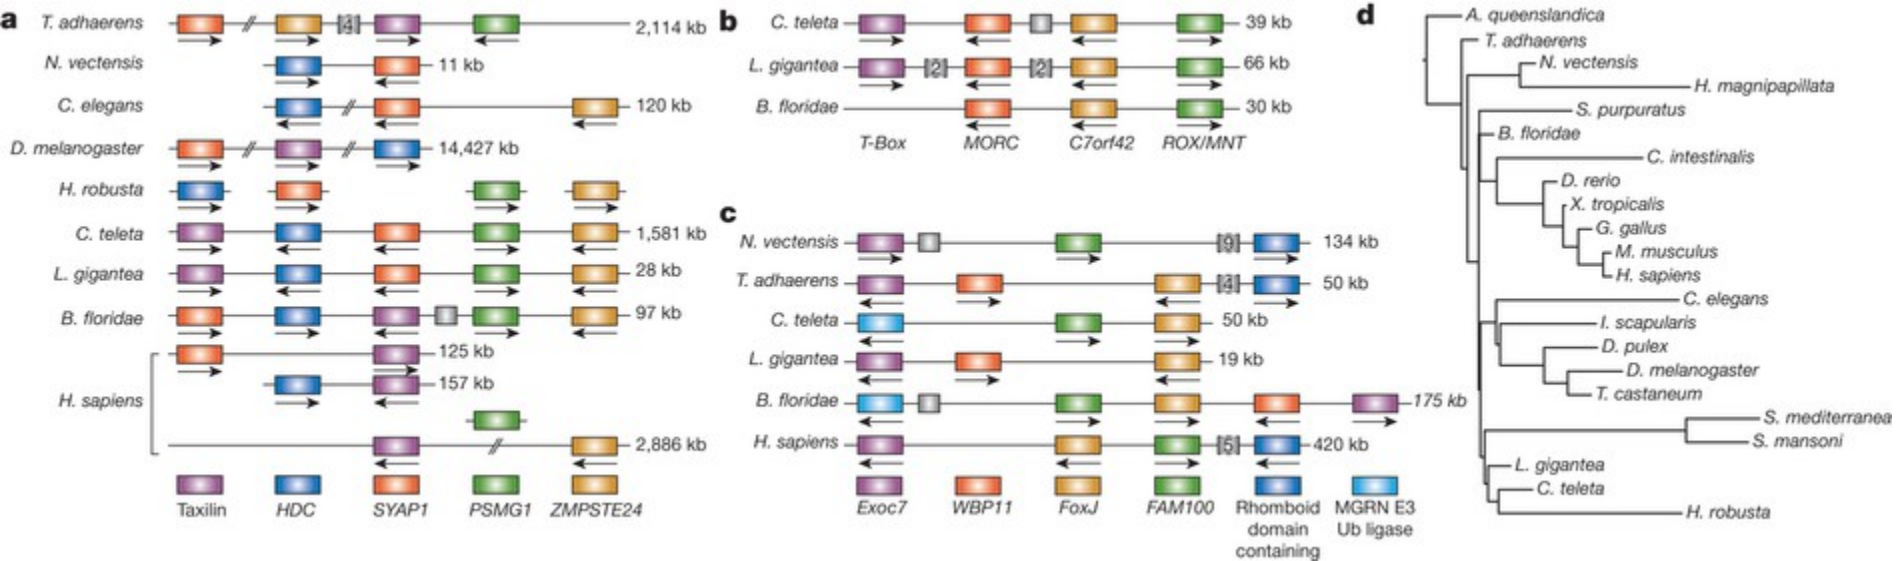 a
T. adhaerens [4] 2,114 kb
N. vectensis 11 kb
C. elegans 120 kb
D. melanogaster 14,427 kb
H. robusta
C. teleta 1,581 kb
L. gigantea 28 kb
B. floridae 97 kb
125 kb
157 kb
H. sapiens
2,886 kb
Taxilin HDC SYAP1 PSMG1 ZMPSTE24
b
C. teleta 39 kb
L. gigantea [2] [2] 66 kb
B. floridae 30 kb
T-Box MORC C7orf42 ROX/MNT
c
N. vectensis [9] 134 kb
T. adhaerens [4] 50 kb
C. teleta 50 kb
L. gigantea 19 kb
B. floridae 175 kb
H. sapiens [5] 420 kb
Exoc7 WBP11 FoxJ FAM100 Rhomboid MGRN E3
domain Ub ligase
containing
d
A. queenslandica
T. adhaerens
N. vectensis
H. magnipapillata
S. purpuratus
B. floridae
C. intestinalis
D. rerio
X. tropicalis
G. gallus
M. musculus
H. sapiens
C. elegans
I. scapularis
D. pulex
D. melanogaster
T. castaneum
S. mediterranea
S. mansoni
L. gigantea
C. teleta
H. robusta